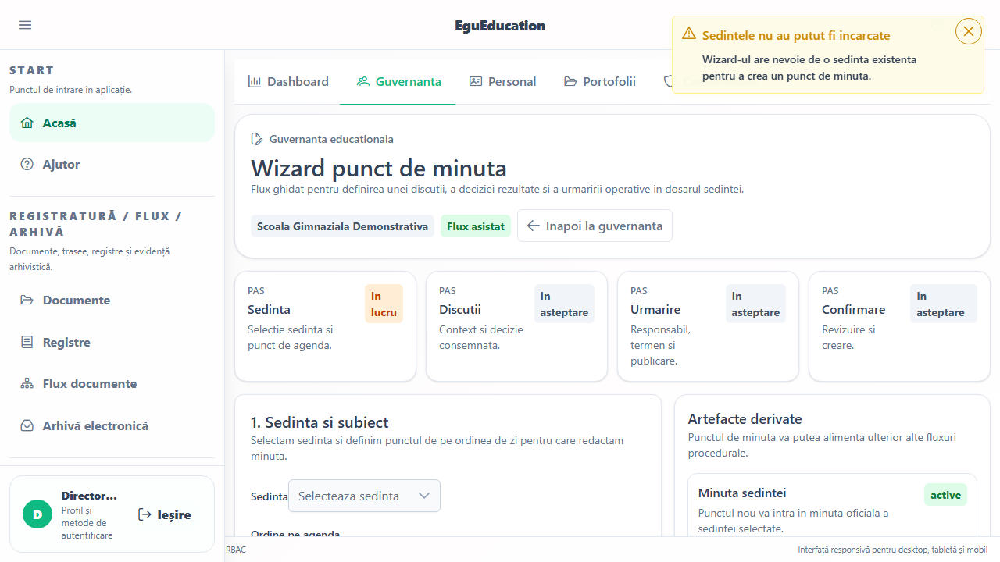 EguEducation
Sedintele nu au putut fi incarcate
Wizard-ul are nevoie de o sedinta existenta
pentru a crea un punct de minuta.
START
Punctul de intrare în aplicație.
Acasă
Ajutor
REGISTRATURĂ / FLUX /
ARHIVĂ
Documente, trasee, registre și evidență
arhivistică.
Documente
Registre
Flux documente
Arhivă electronică
Director...
Profil și
metode de
autentificare
D
Ieșire
Dashboard
Guvernanta
Personal
Portofolii
Guvernanta educationala
Wizard punct de minuta
Flux ghidat pentru definirea unei discutii, a deciziei rezultate si a urmaririi operative in dosarul sedintei.
Scoala Gimnaziala Demonstrativa
Flux asistat
Inapoi la guvernanta
PAS
Sedinta
Selectie sedinta si
punct de agenda.
In
lucru
PAS
Discutii
Context si decizie
consemnata.
In
asteptare
PAS
Urmarire
Responsabil,
termen si
publicare.
In
asteptare
PAS
Confirmare
Revizuire si
creare.
In
asteptare
1. Sedinta si subiect
Selectam sedinta si definim punctul de pe ordinea de zi pentru care redactam
minuta.
Sedinta
Selecteaza sedinta
Ordine pe agenda
Artefacte derivate
Punctul de minuta va putea alimenta ulterior alte fluxuri
procedurale.
Minuta sedintei
active
Punctul nou va intra in minuta oficiala a
sedintei selectate.
RBAC
Interfață responsivă pentru desktop, tabletă și mobil